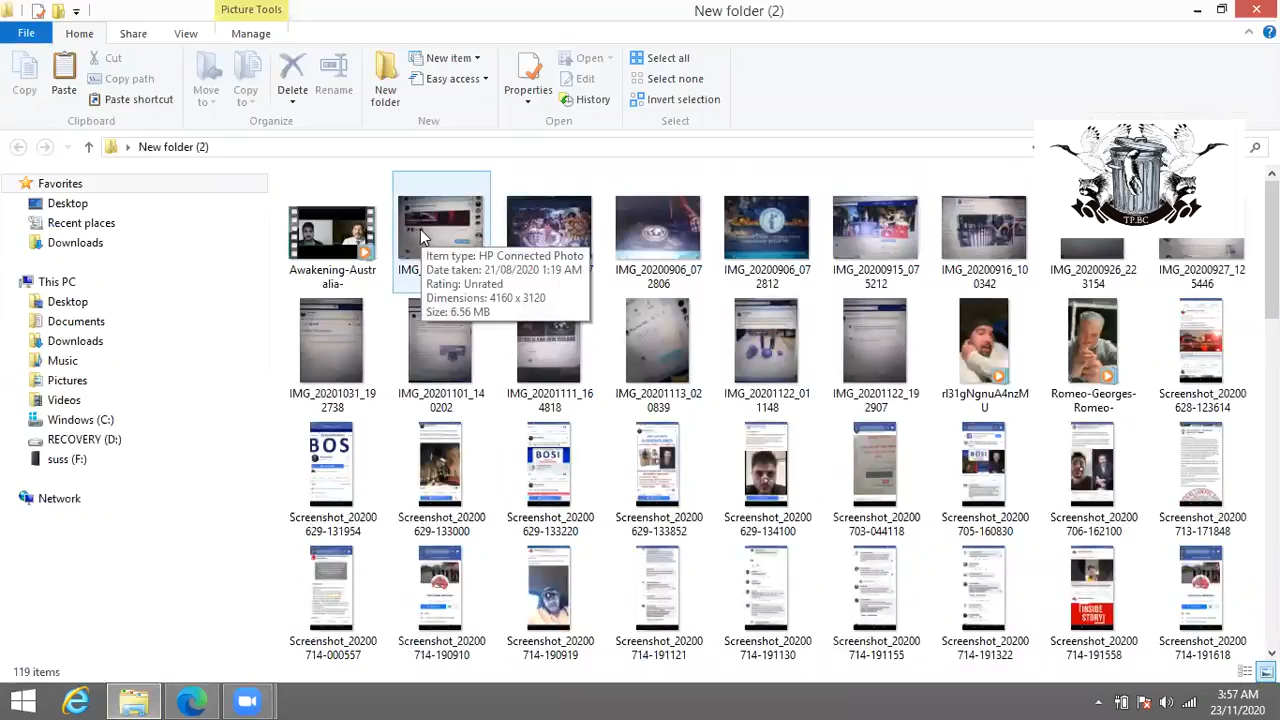 Picture Tools
New folder (2)
File
Home
Share
View
Manage
Copy
Paste
Cut
Copy path
Paste shortcut
Clipboard
Move to
Copy to
Delete
Rename
Organize
New folder
New item
Easy access
New
Properties
Open
Edit
History
Open
Select all
Select none
Invert selection
Select
New folder (2)
TP.BC
Favorites
Desktop
Recent places
Downloads
This PC
Desktop
Documents
Downloads
Music
Pictures
Videos
Windows (C:)
RECOVERY (D:)
suss (F:)
Network
Awakening-Austr
alia-
Item type: HP Connected Photo
Date taken: 21/08/2020 1:19 AM
Rating: Unrated
Dimensions: 4160 x 3120
Size: 6.56 MB
IMG_20200906_07
2806
IMG_20200906_07
2812
IMG_20200915_07
5212
IMG_20200916_10
0342
IMG_20200926_22
3154
IMG_20200927_12
5446
IMG_20201031_19
2738
IMG_20201101_14
0202
IMG_20201111_16
4818
IMG_20201113_02
0839
IMG_20201122_01
1148
IMG_20201122_19
2907
rl31gNgnuA4nzM
U
Romeo-Georges-
Romeo-
Screenshot_20200
628-123614
BOSI
BOSI
BOSI
Screenshot_20200
629-131954
Screenshot_20200
629-133000
Screenshot_20200
629-133220
Screenshot_20200
629-133852
Screenshot_20200
629-134100
Screenshot_20200
703-044118
Screenshot_20200
705-160830
Screenshot_20200
706-162100
Screenshot_20200
713-171848
INSIDE
STORY!
Screenshot_20200
714-000557
Screenshot_20200
714-190910
Screenshot_20200
714-190919
Screenshot_20200
714-191121
Screenshot_20200
714-191130
Screenshot_20200
714-191155
Screenshot_20200
714-191322
Screenshot_20200
714-191558
Screenshot_20200
714-191618
119 items
3:57 AM
23/11/2020